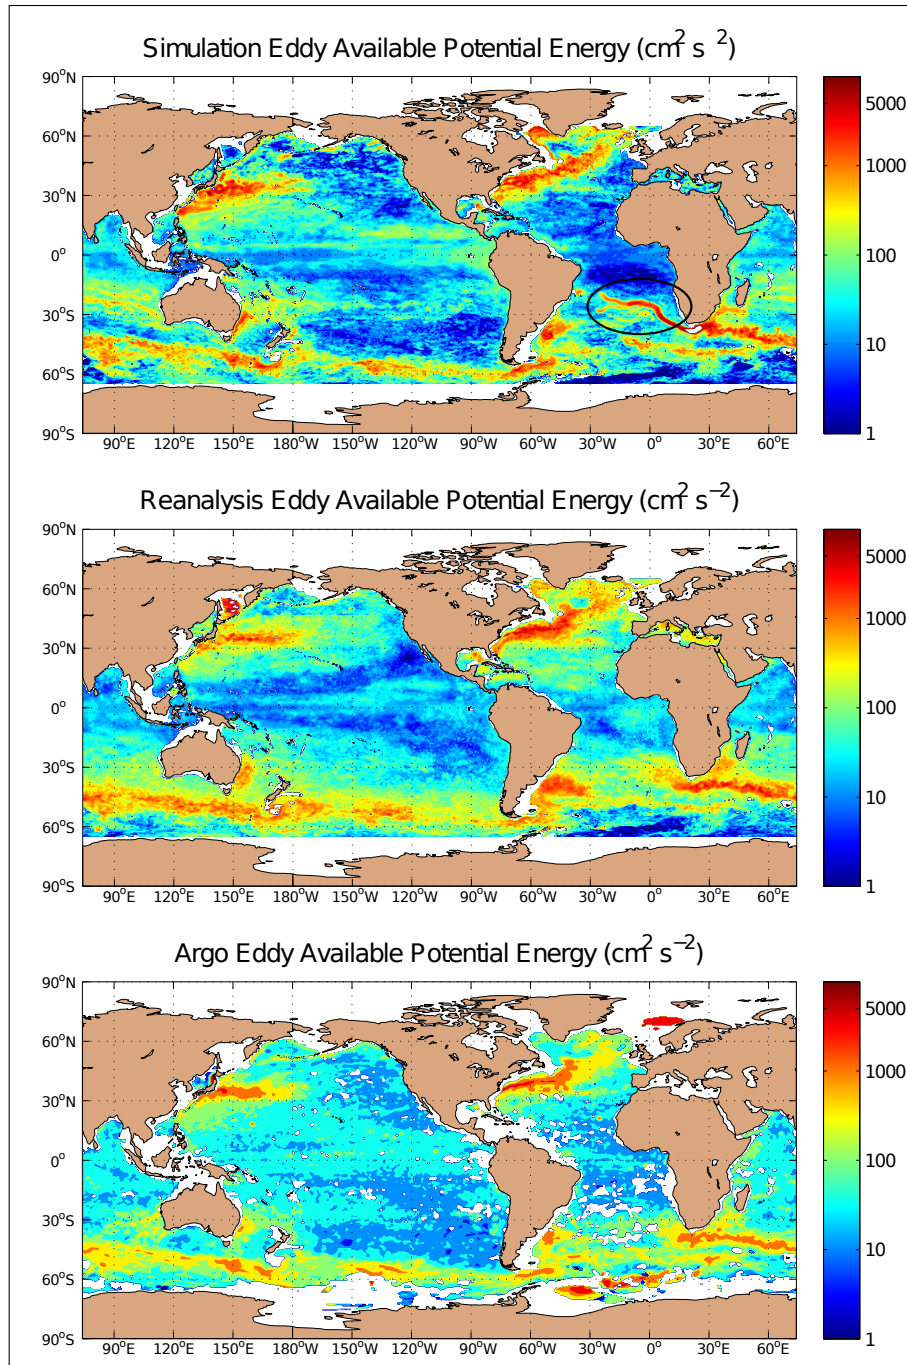 Simulation Eddy Available Potential Energy (cm² s ²)
90°N
60°N
30°N
0°
30°S
60°S
90°S
90°E 120°E 150°E 180°W 150°W 120°W 90°W 60°W 30°W 0° 30°E 60°E
5000
1000
100
10
1
Reanalysis Eddy Available Potential Energy (cm² s⁻²)
90°N
60°N
30°N
0°
30°S
60°S
90°S
90°E 120°E 150°E 180°W 150°W 120°W 90°W 60°W 30°W 0° 30°E 60°E
5000
1000
100
10
1
Argo Eddy Available Potential Energy (cm² s⁻²)
90°N
60°N
30°N
0°
30°S
60°S
90°S
90°E 120°E 150°E 180°W 150°W 120°W 90°W 60°W 30°W 0° 30°E 60°E
5000
1000
100
10
1